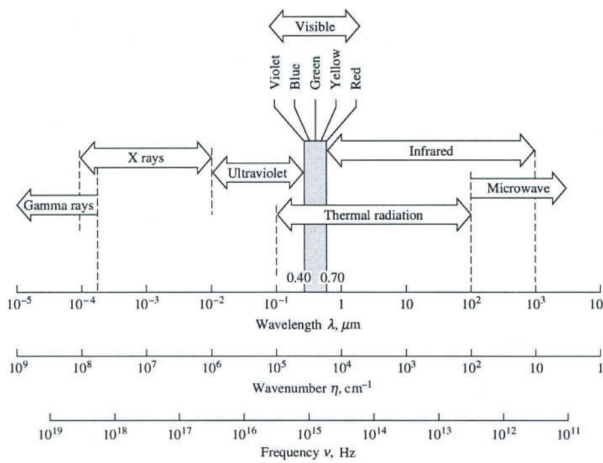 Visible
Violet
Blue
Green
Yellow
Red
X rays
Infrared
Ultraviolet
Microwave
Gamma rays
Thermal radiation
0.40 0.70
10⁻⁵ 10⁻⁴ 10⁻³ 10⁻² 10⁻¹ 1 10 10² 10³
Wavelength λ, μm
10⁹ 10⁸ 10⁷ 10⁶ 10⁵ 10⁴ 10³ 10² 10 1
Wavenumber η, cm⁻¹
10¹⁹ 10¹⁸ 10¹⁷ 10¹⁶ 10¹⁵ 10¹⁴ 10¹³ 10¹² 10¹¹
Frequency ν, Hz